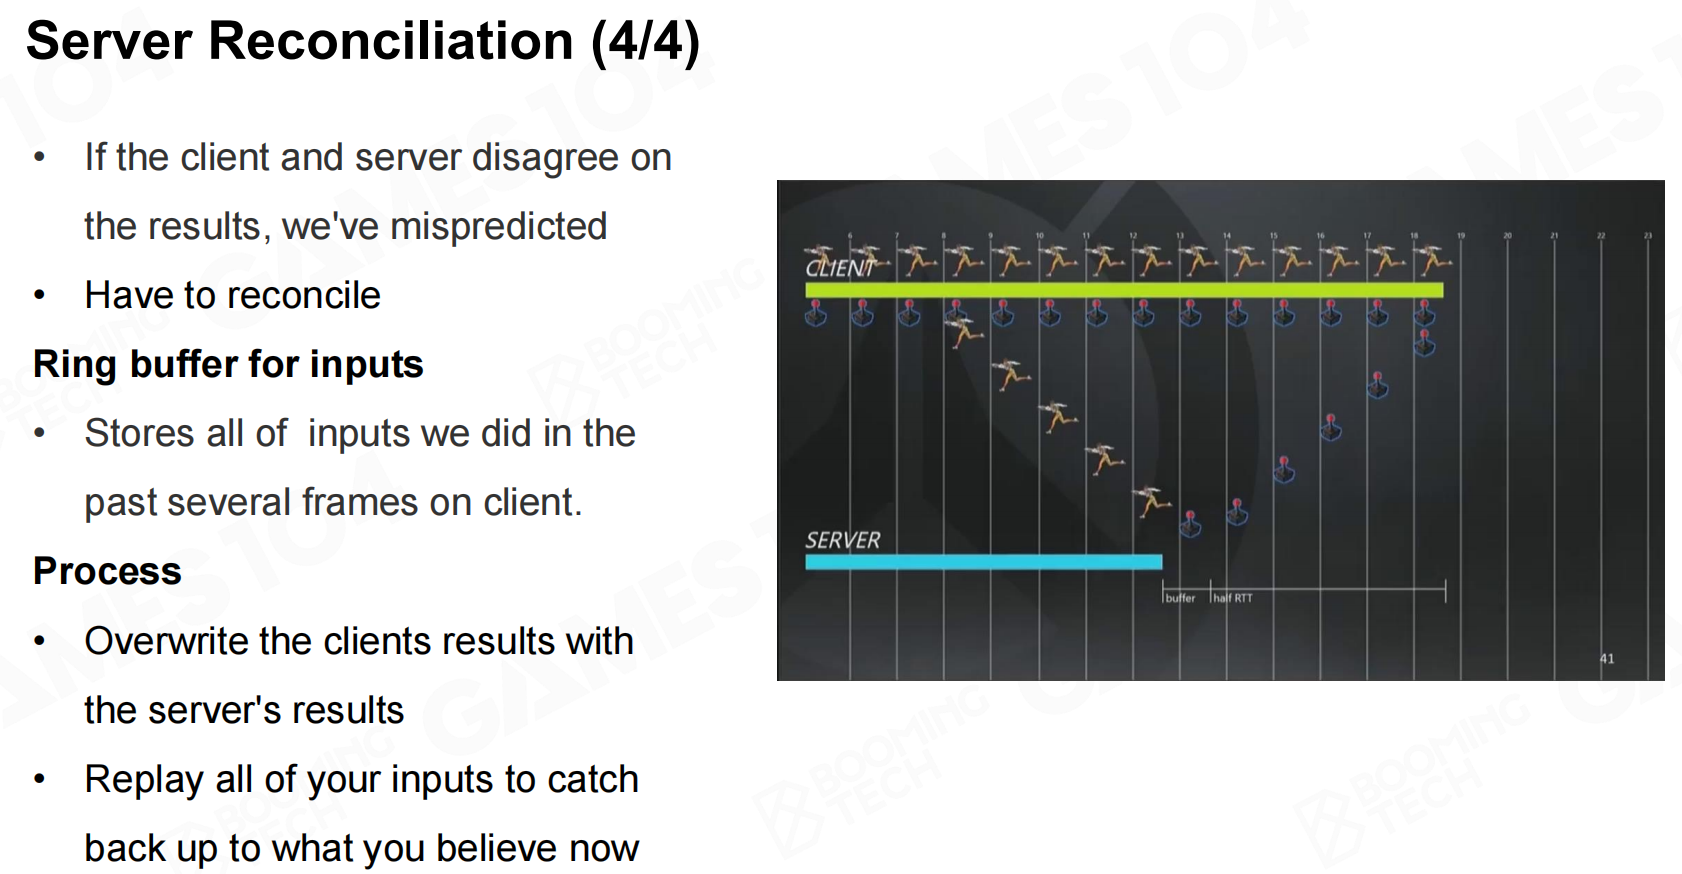 Server Reconciliation (4/4)
• If the client and server disagree on
the results, we've mispredicted
• Have to reconcile
Ring buffer for inputs
• Stores all of  inputs we did in the
past several frames on client.
Process
• Overwrite the clients results with
the server's results
• Replay all of your inputs to catch
back up to what you believe now
6 7 8 9 10 11 12 13 14 15 16 17 18 19 20 21 22 23
CLIENT
SERVER
buffer half RTT
41
GAMES104
BOOMING
TECH